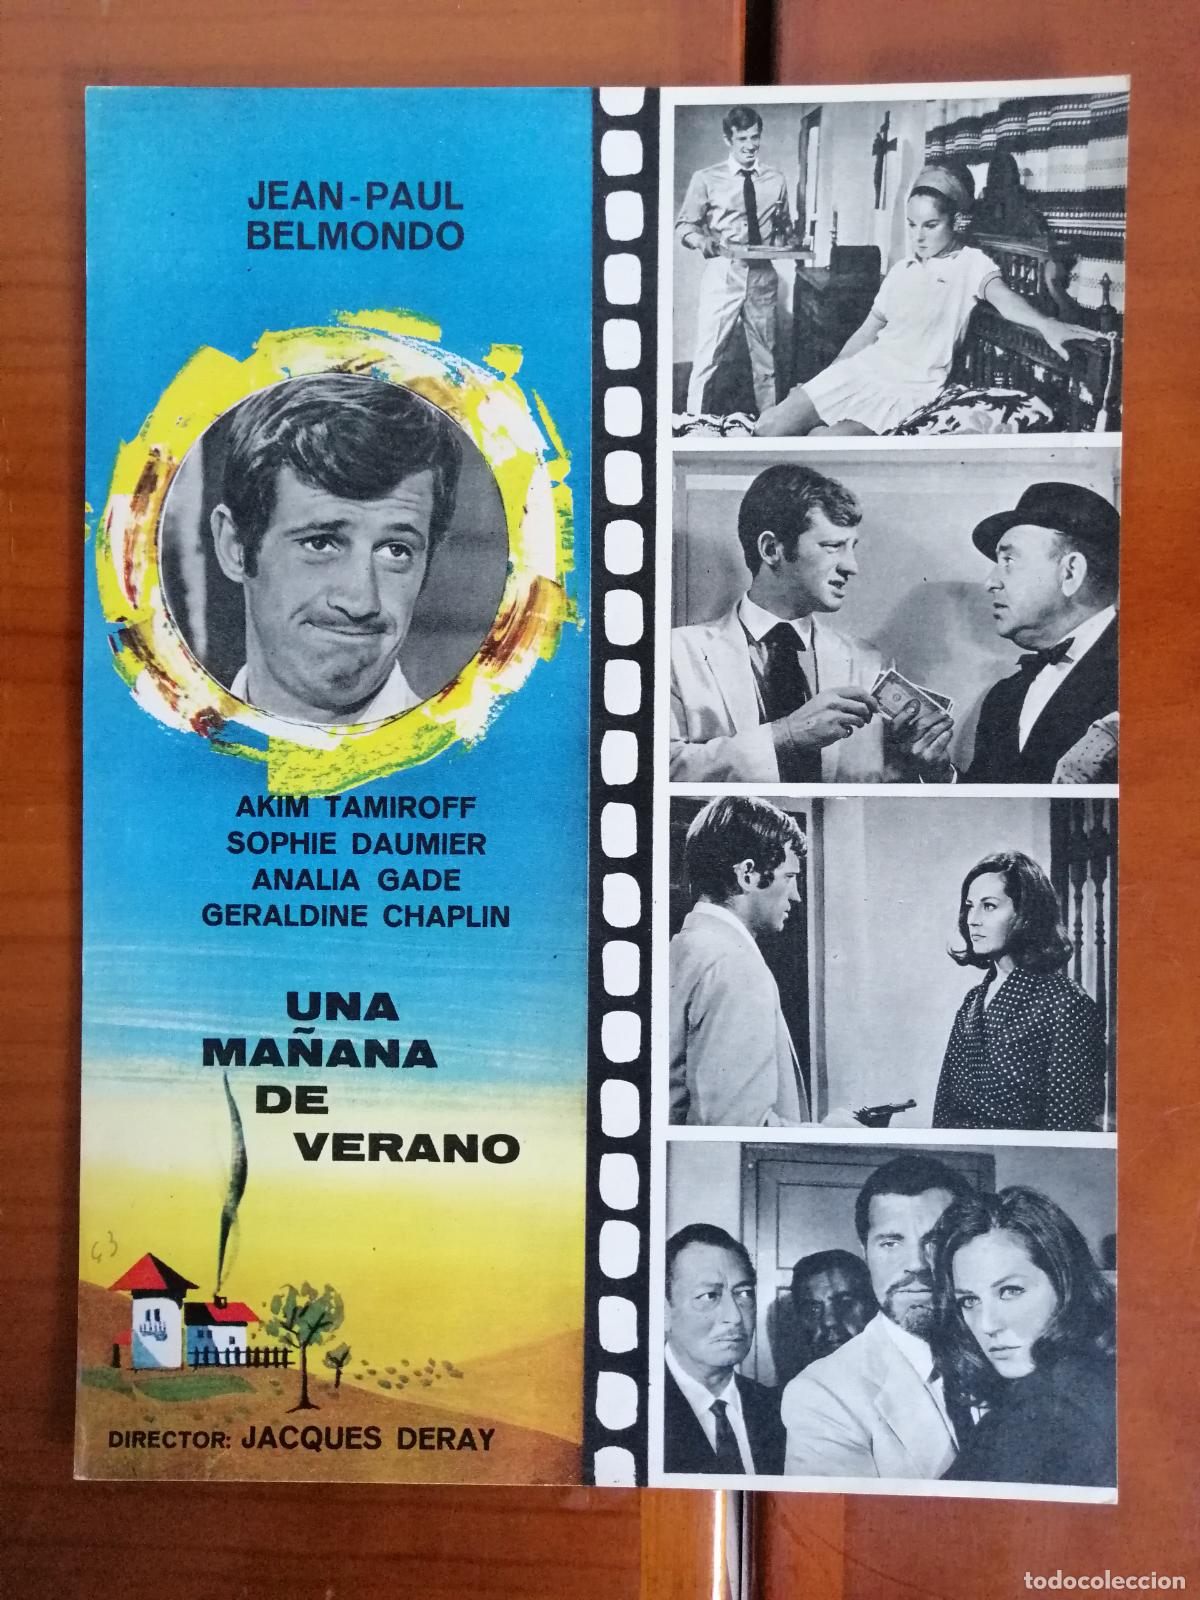 JEAN-PAUL
BELMONDO
AKIM TAMIROFF
SOPHIE DAUMIER
ANALIA GADE
GERALDINE CHAPLIN
UNA
MAÑANA
DE
VERANO
43
DIRECTOR: JACQUES DERAY
todocoleccion